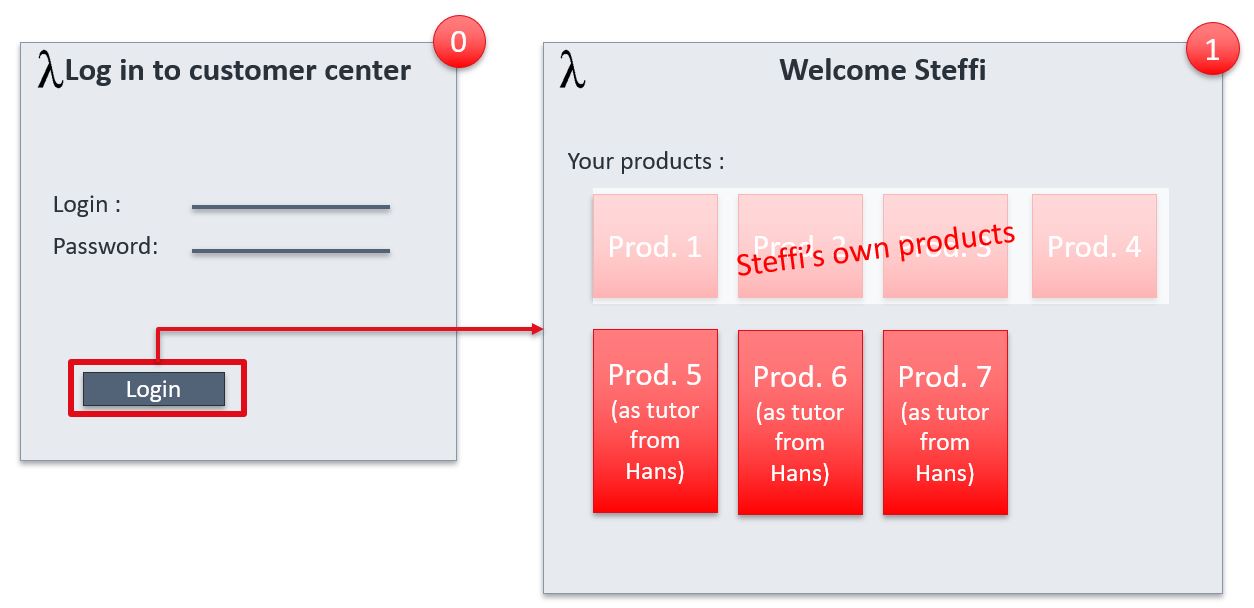 0
λ Log in to customer center
Login :
Password:
Login
1
λ Welcome Steffi
Your products :
Prod. 1 Prod. 2 Prod. 3 Prod. 4
Steffi’s own products
Prod. 5
(as tutor
from
Hans)
Prod. 6
(as tutor
from
Hans)
Prod. 7
(as tutor
from
Hans)